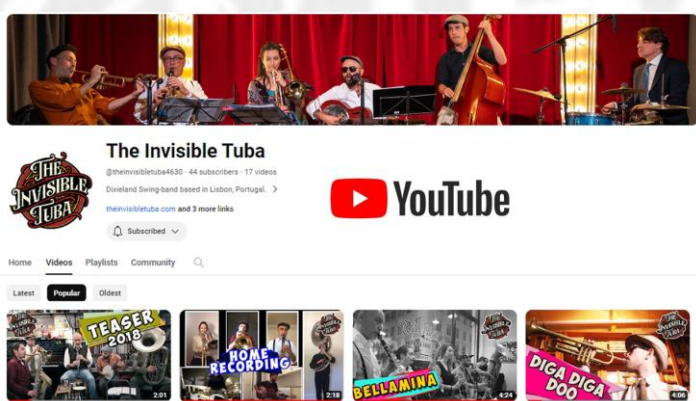 The Invisible Tuba
@theinvisibletuba4630 · 44 subscribers · 17 videos
Dixieland Swing-band based in Lisbon, Portugal.
theinvisibletuba.com and 3 more links
Subscribed
THE
INVISIBLE
TUBA
YouTube
Home Videos Playlists Community
Latest Popular Oldest
TEASER
2018
2:01
HOME
RECORDING
2:18
BELLAMINA
4:24
DIGA DIGA
DOO
4:06